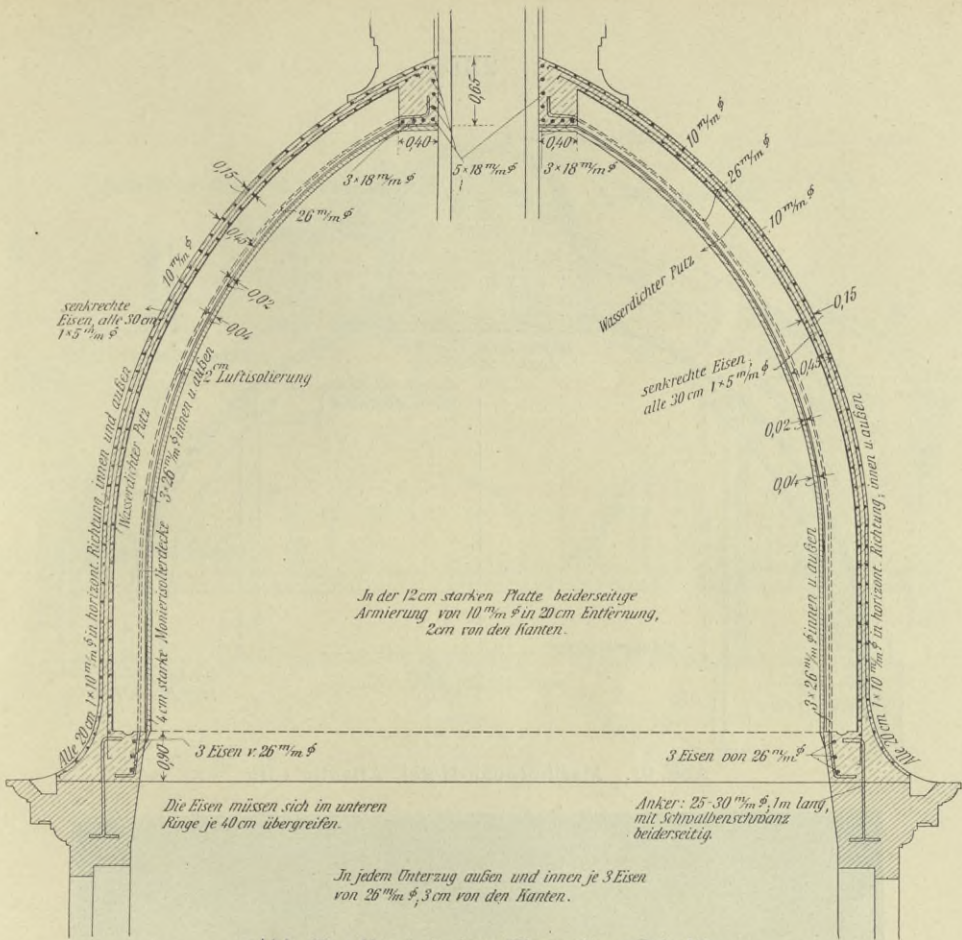 0,65
0,40
0,40
3×18 m/m ϕ
5×18 m/m ϕ
3×18 m/m ϕ
10 m/m ϕ
26 m/m ϕ
10 m/m ϕ
0,15
26 m/m ϕ
0,45
10 m/m ϕ
0,02
0,04
senkrechte
Eisen, alle 30 cm
1×5 m/m ϕ
2 cm Luftisolierung
Wasserdichter Putz
0,15
senkrechte Eisen,
alle 30 cm 1×5 m/m ϕ
0,45
0,02
0,04
Alle 20 cm 1×10 m/m ϕ in horizont. Richtung, innen und außen
Wasserdichter Putz
3×26 m/m ϕ innen u. außen
4 cm starke Monierisolierdecke
3×26 m/m ϕ innen u. außen
Alle 20 cm 1×10 m/m ϕ in horizont. Richtung, innen u. außen
Jn der 12 cm starken Platte beiderseitige
Armierung von 10 m/m ϕ in 20 cm Entfernung,
2 cm von den Kanten.
0,90
3 Eisen v. 26 m/m ϕ
3 Eisen von 26 m/m ϕ
Die Eisen müssen sich im unteren
Ringe je 40 cm übergreifen.
Anker: 25-30 m/m ϕ, 1m lang,
mit Schwalbenschwanz
beiderseitig.
Jn jedem Unterzug außen und innen je 3 Eisen
von 26 m/m ϕ, 3 cm von den Kanten.